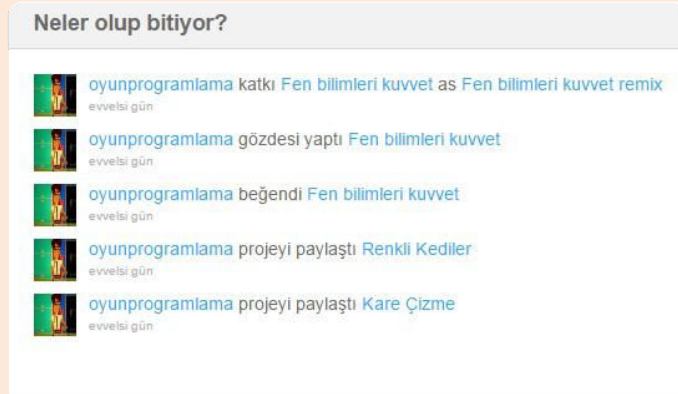 Neler olup bitiyor?
oyunprogramlama katkı Fen bilimleri kuvvet as Fen bilimleri kuvvet remix
evvelsi gün
oyunprogramlama gözdesi yaptı Fen bilimleri kuvvet
evvelsi gün
oyunprogramlama beğendi Fen bilimleri kuvvet
evvelsi gün
oyunprogramlama projeyi paylaştı Renkli Kediler
evvelsi gün
oyunprogramlama projeyi paylaştı Kare Çizme
evvelsi gün